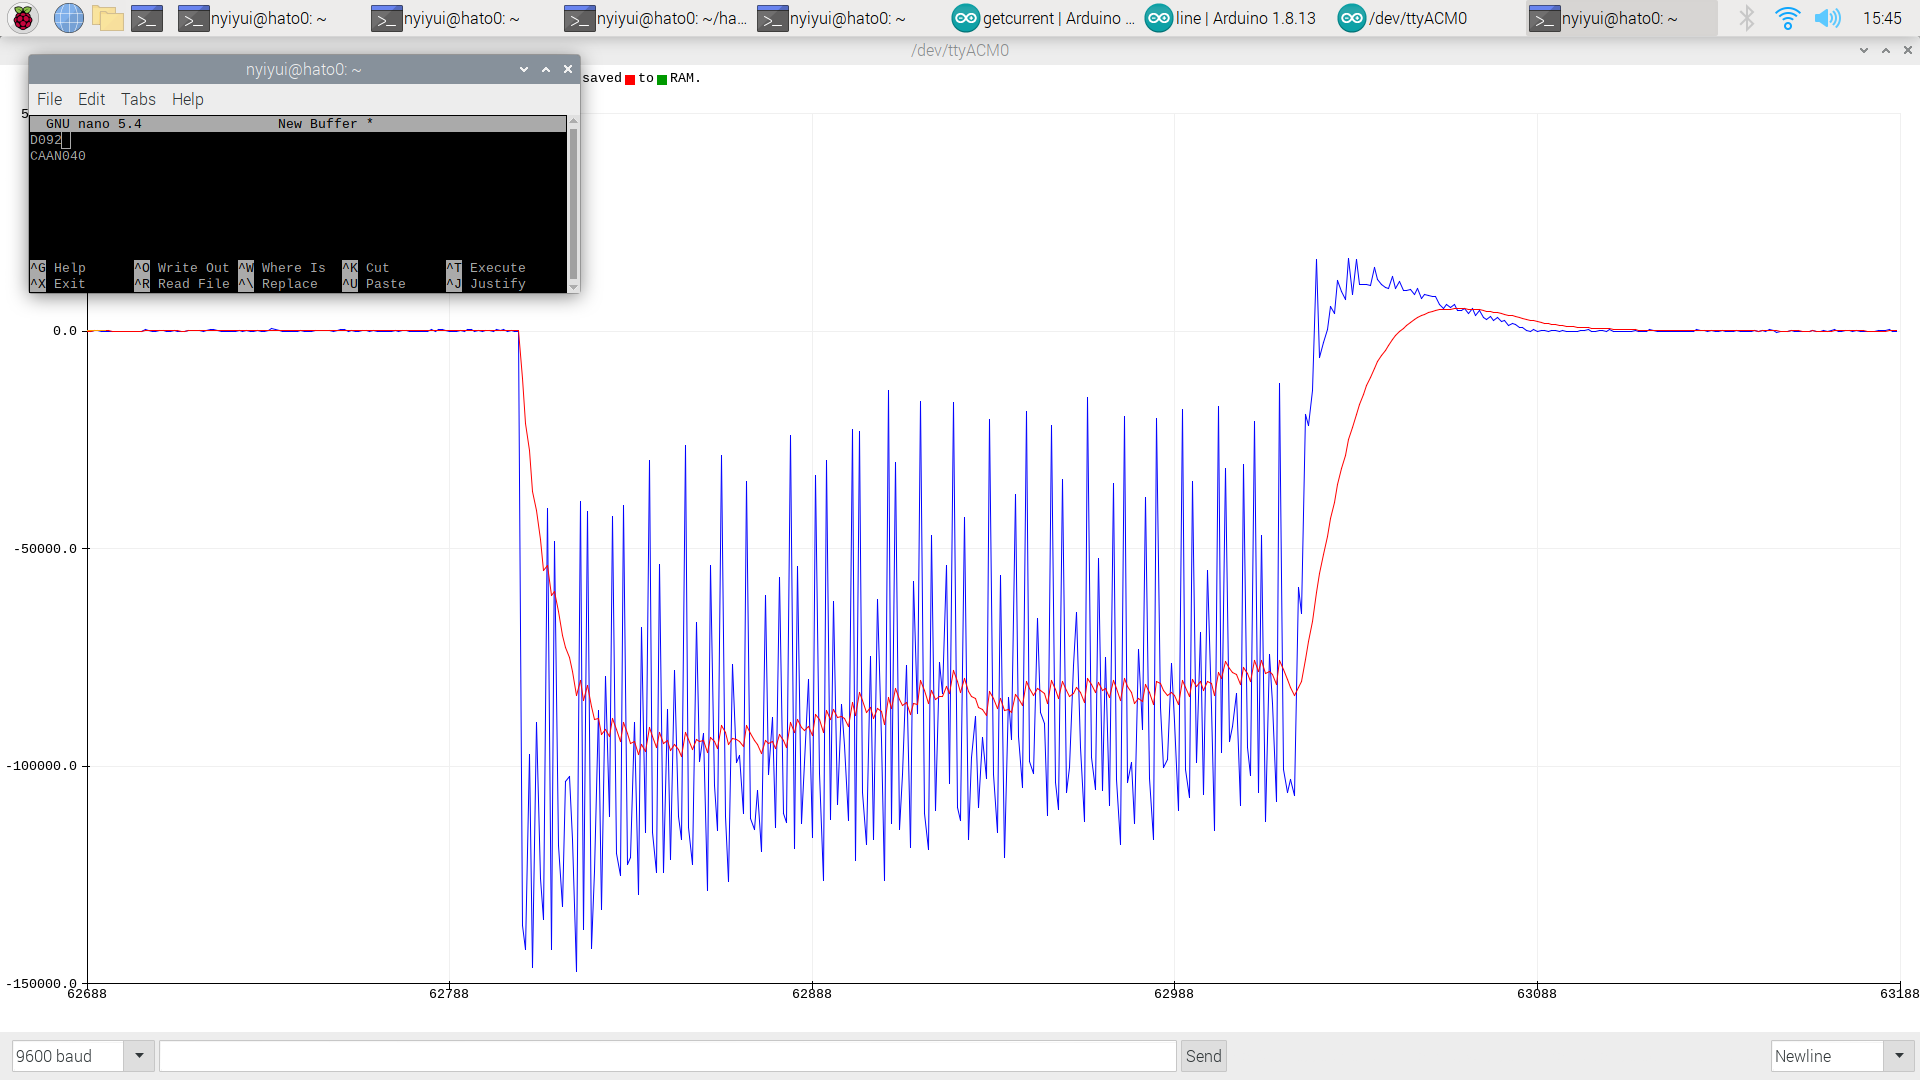 nyiyui@hato0: ~
nyiyui@hato0: ~
nyiyui@hato0: ~/ha...
nyiyui@hato0: ~
getcurrent | Arduino ...
line | Arduino 1.8.13
/dev/ttyACM0
nyiyui@hato0: ~
15:45
/dev/ttyACM0
nyiyui@hato0: ~
saved to RAM.
File Edit Tabs Help
GNU nano 5.4 New Buffer *
D092
CAAN040
^G Help ^O Write Out ^W Where Is ^K Cut ^T Execute
^X Exit ^R Read File ^\ Replace ^U Paste ^J Justify
5
0.0
-50000.0
-100000.0
-150000.0
62688 62788 62888 62988 63088 63188
9600 baud
Send
Newline